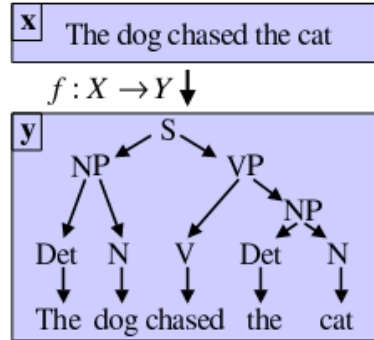 x
The dog chased the cat
f : X → Y
y
S
NP VP
NP
Det N V Det N
The dog chased the cat